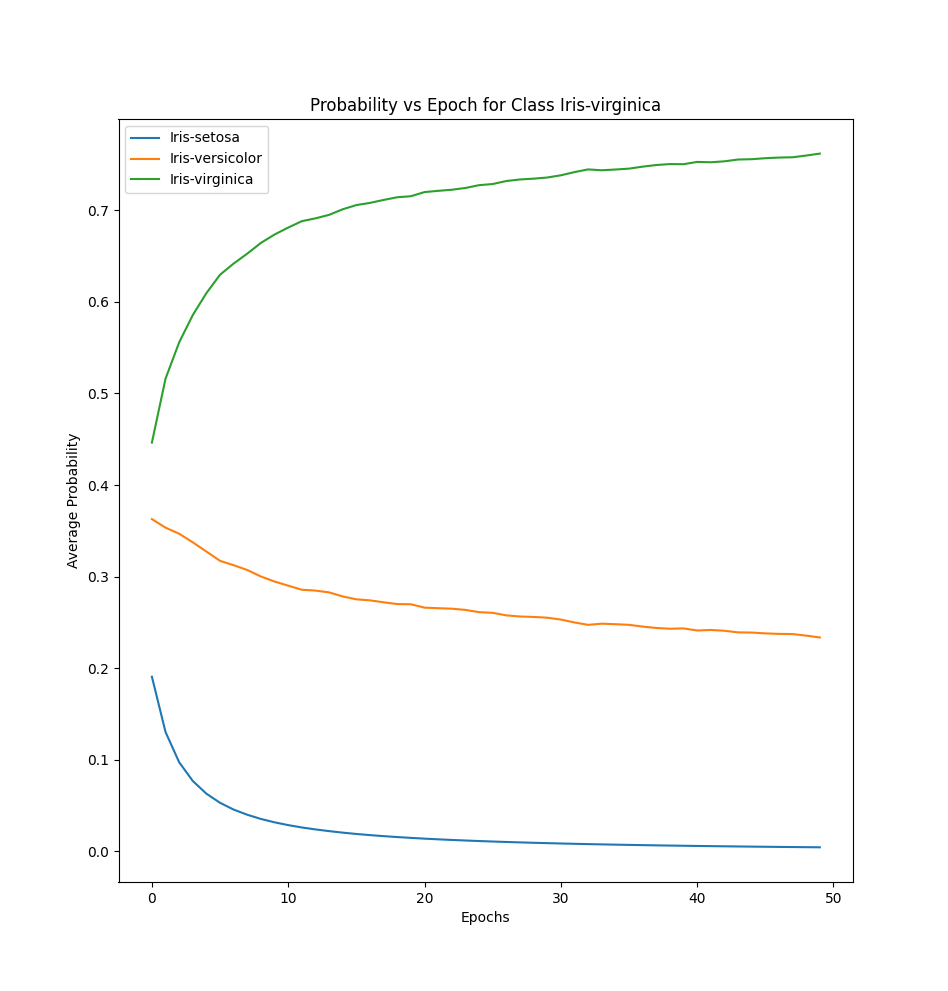 Probability vs Epoch for Class Iris-virginica
Iris-setosa
Iris-versicolor
Iris-virginica
0.7
0.6
0.5
0.4
0.3
0.2
0.1
0.0
Average Probability
0 10 20 30 40 50
Epochs